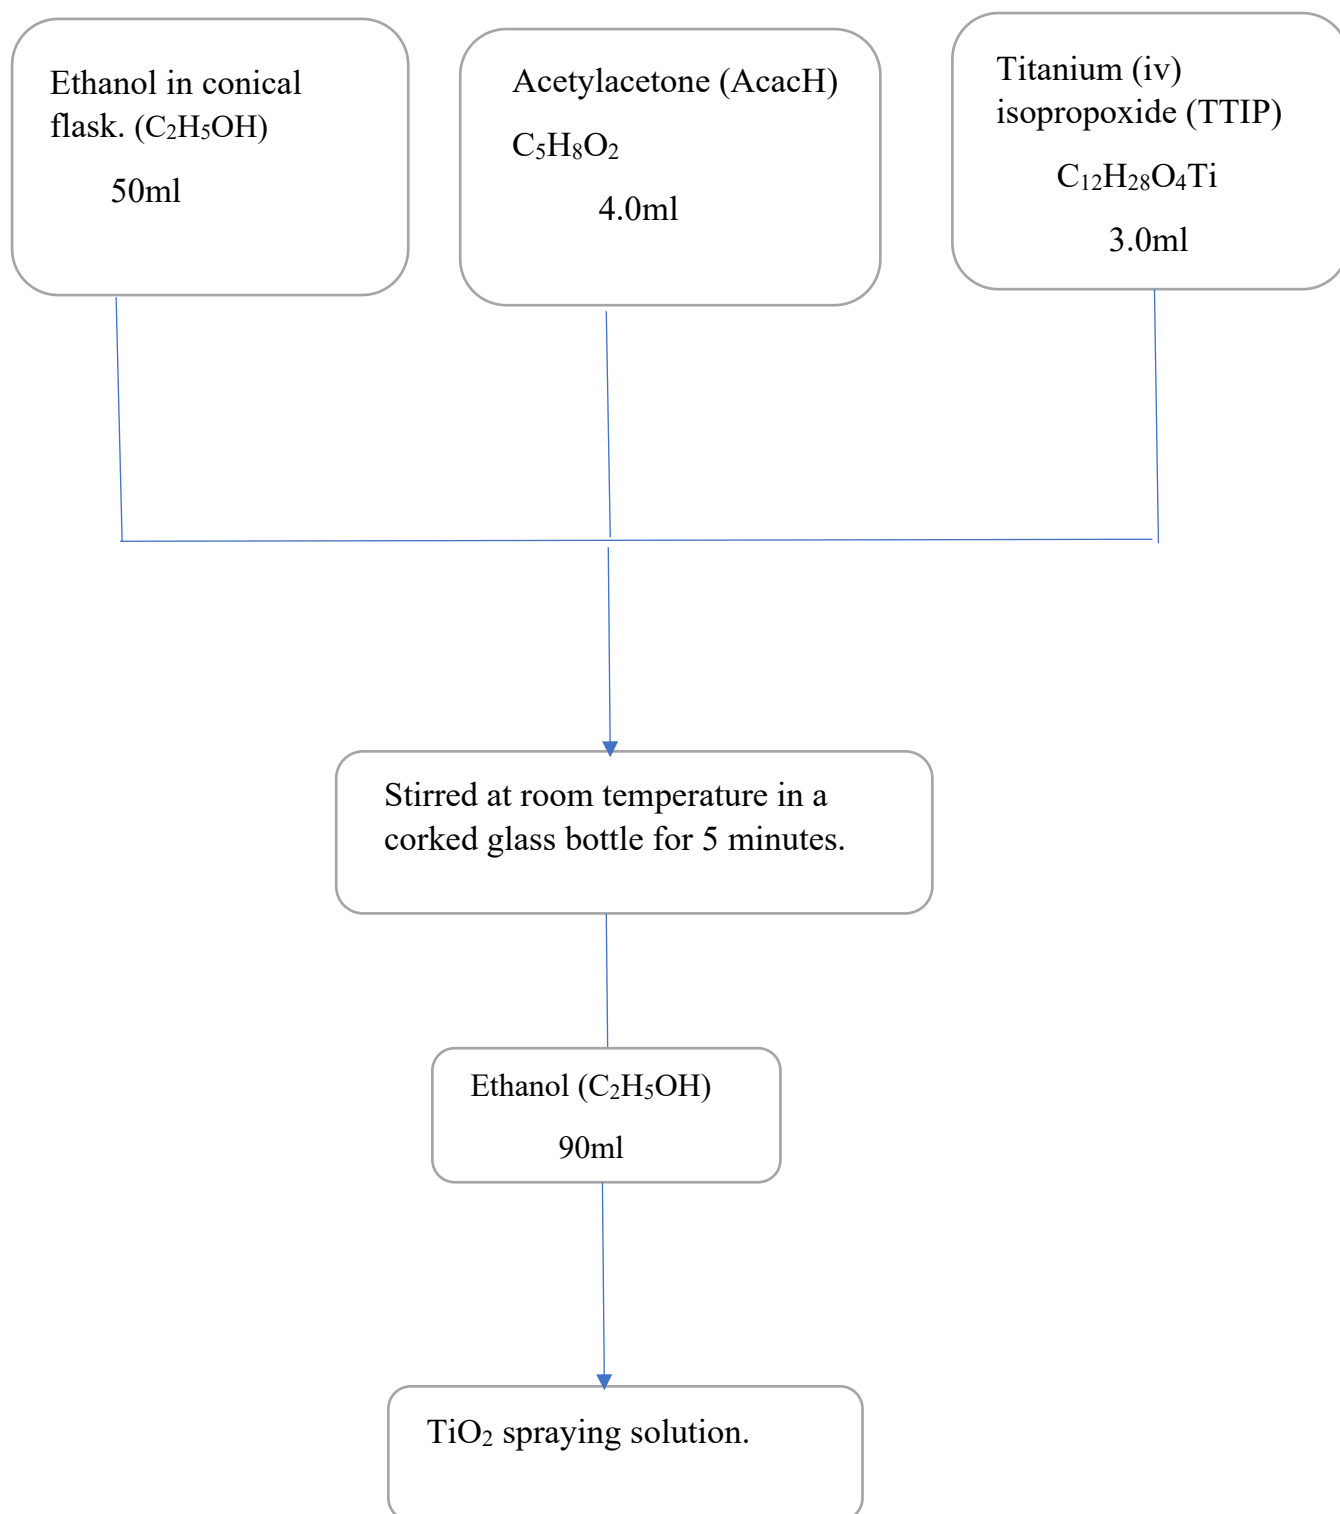 Ethanol in conical
flask. (C₂H₅OH)
50ml
Acetylacetone (AcacH)
C₅H₈O₂
4.0ml
Titanium (iv)
isopropoxide (TTIP)
C₁₂H₂₈O₄Ti
3.0ml
Stirred at room temperature in a
corked glass bottle for 5 minutes.
Ethanol (C₂H₅OH)
90ml
TiO₂ spraying solution.